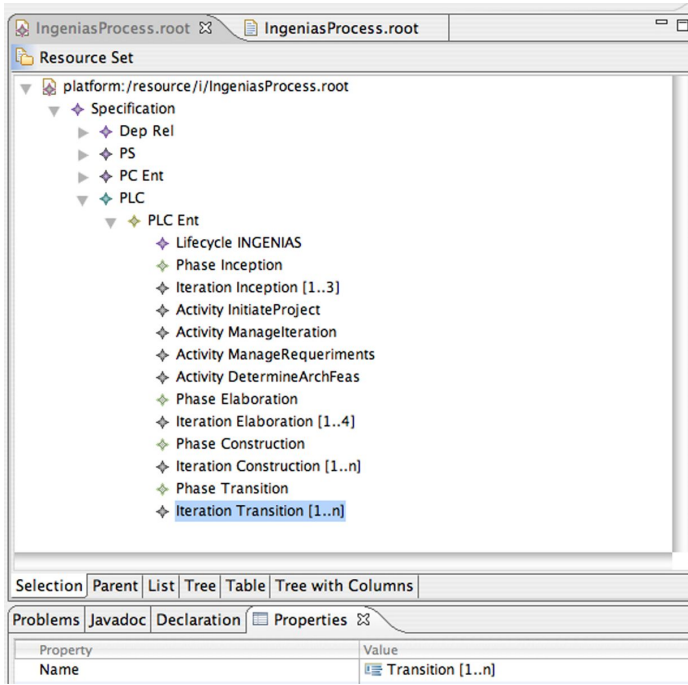 IngeniasProcess.root IngeniasProcess.root
Resource Set
platform:/resource/i/IngeniasProcess.root
Specification
Dep Rel
PS
PC Ent
PLC
PLC Ent
Lifecycle INGENIAS
Phase Inception
Iteration Inception [1..3]
Activity InitiateProject
Activity ManageIteration
Activity ManageRequeriments
Activity DetermineArchFeas
Phase Elaboration
Iteration Elaboration [1..4]
Phase Construction
Iteration Construction [1..n]
Phase Transition
Iteration Transition [1..n]
Selection Parent List Tree Table Tree with Columns
Problems Javadoc Declaration Properties
Property Value
Name Transition [1..n]